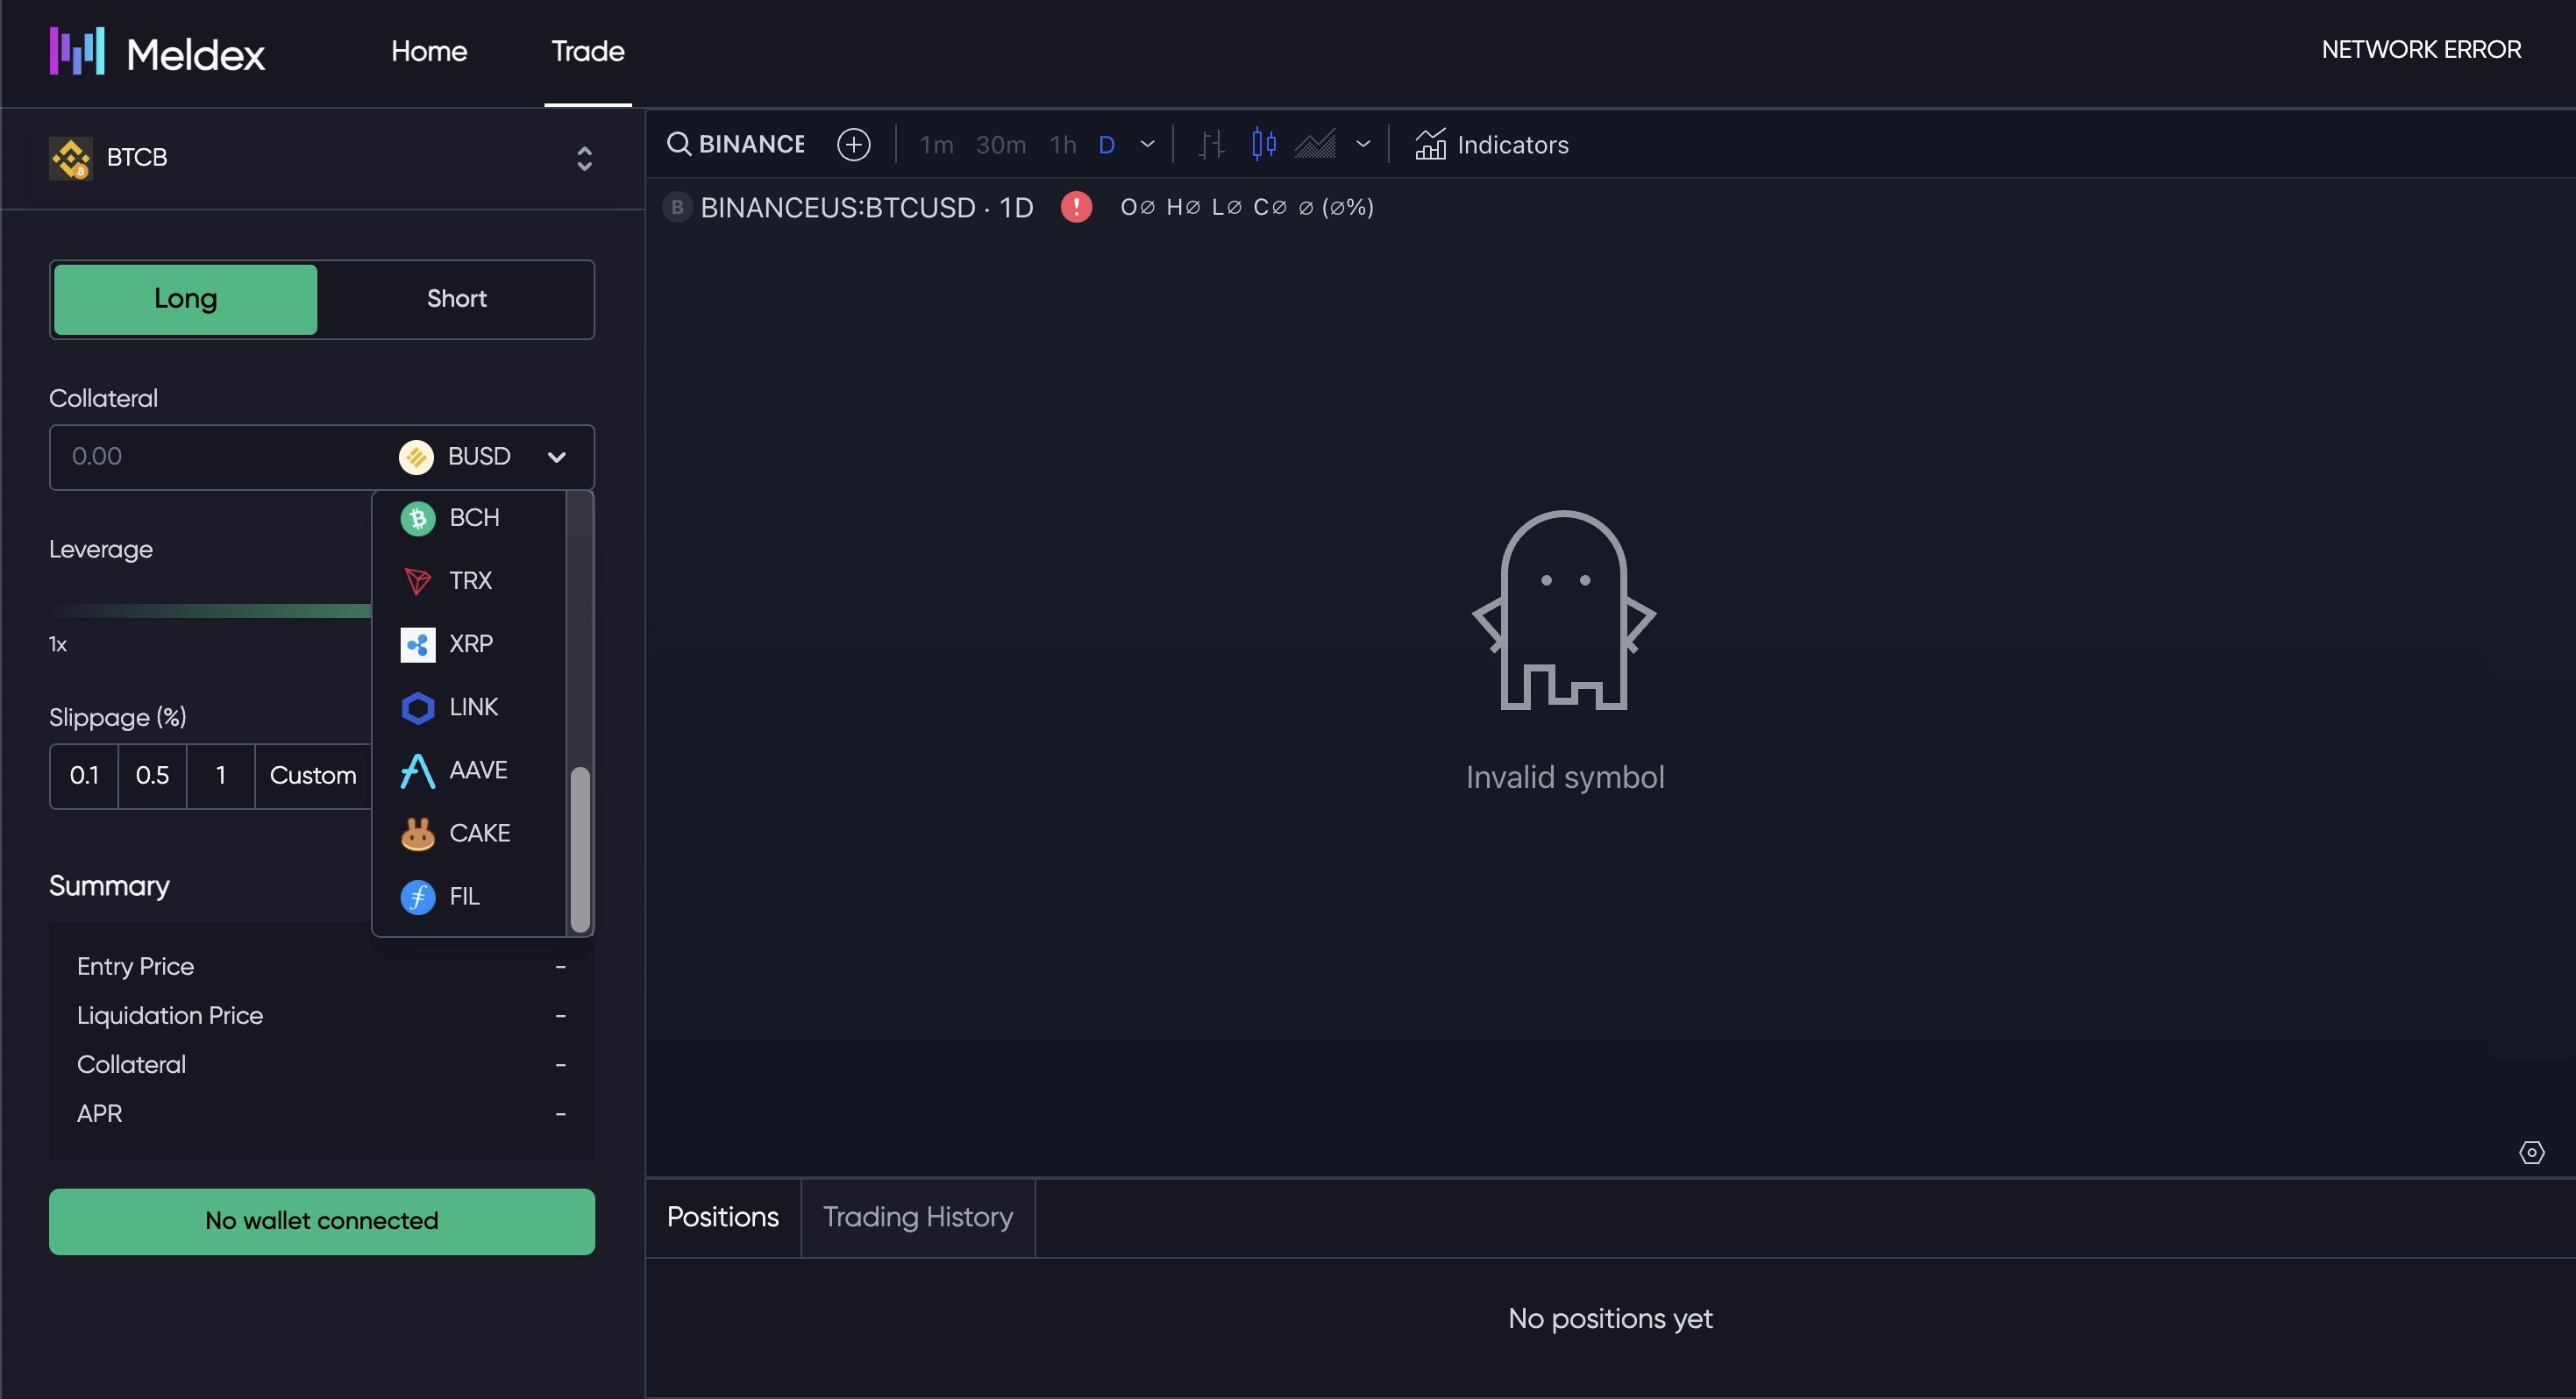 Meldex
Home
Trade
NETWORK ERROR
BTCB
Long
Short
Collateral
0.00
BUSD
BCH
TRX
XRP
LINK
AAVE
CAKE
FIL
Leverage
1x
Slippage (%)
0.1
0.5
1
Custom
Summary
Entry Price -
Liquidation Price -
Collateral -
APR -
No wallet connected
BINANCE
1m 30m 1h D
Indicators
B BINANCEUS:BTCUSD · 1D ! O∅ H∅ L∅ C∅ ∅ (∅%)
Invalid symbol
Positions
Trading History
No positions yet